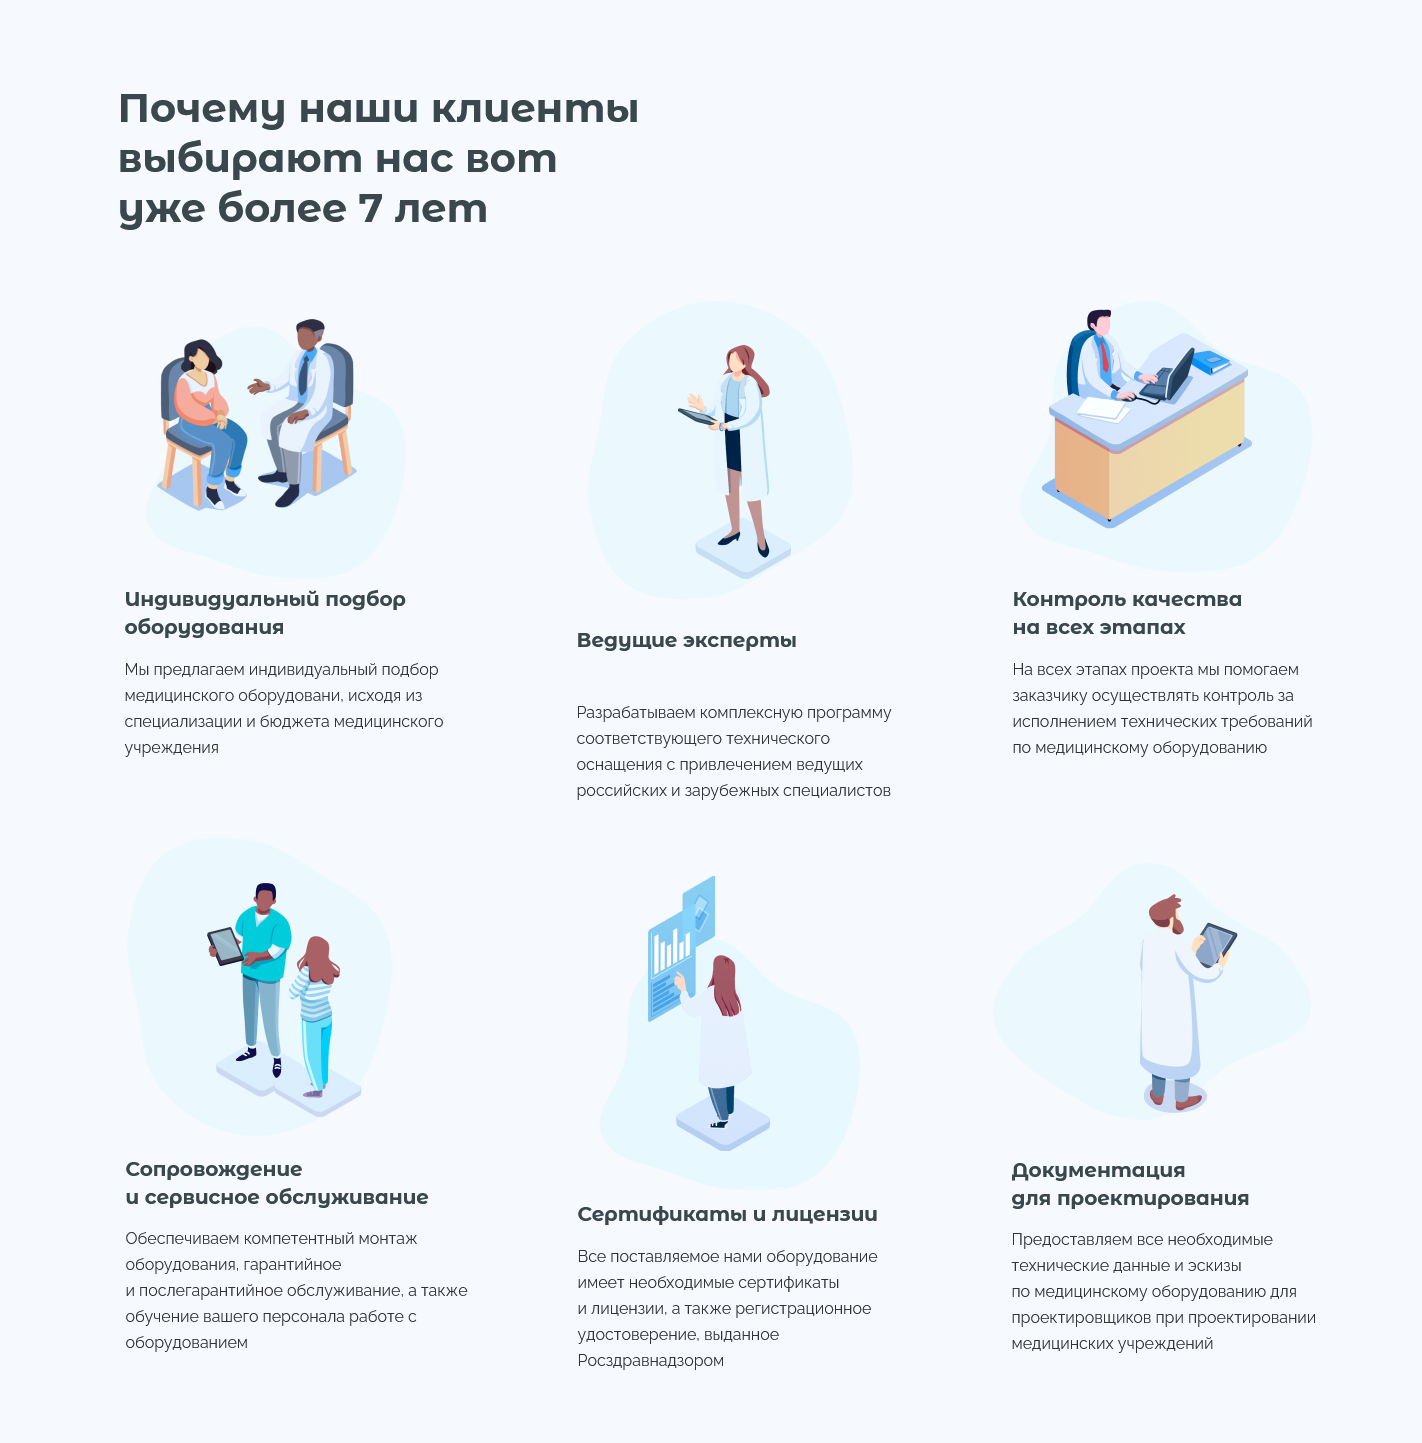 Почему наши клиенты
выбирают нас вот
уже более 7 лет
Индивидуальный подбор
оборудования
Мы предлагаем индивидуальный подбор
медицинского оборудовани, исходя из
специализации и бюджета медицинского
учреждения
Ведущие эксперты
Разрабатываем комплексную программу
соответствующего технического
оснащения с привлечением ведущих
российских и зарубежных специалистов
Контроль качества
на всех этапах
На всех этапах проекта мы помогаем
заказчику осуществлять контроль за
исполнением технических требований
по медицинскому оборудованию
Сопровождение
и сервисное обслуживание
Обеспечиваем компетентный монтаж
оборудования, гарантийное
и послегарантийное обслуживание, а также
обучение вашего персонала работе с
оборудованием
Сертификаты и лицензии
Все поставляемое нами оборудование
имеет необходимые сертификаты
и лицензии, а также регистрационное
удостоверение, выданное
Росздравнадзором
Документация
для проектирования
Предоставляем все необходимые
технические данные и эскизы
по медицинскому оборудованию для
проектировщиков при проектировании
медицинских учреждений